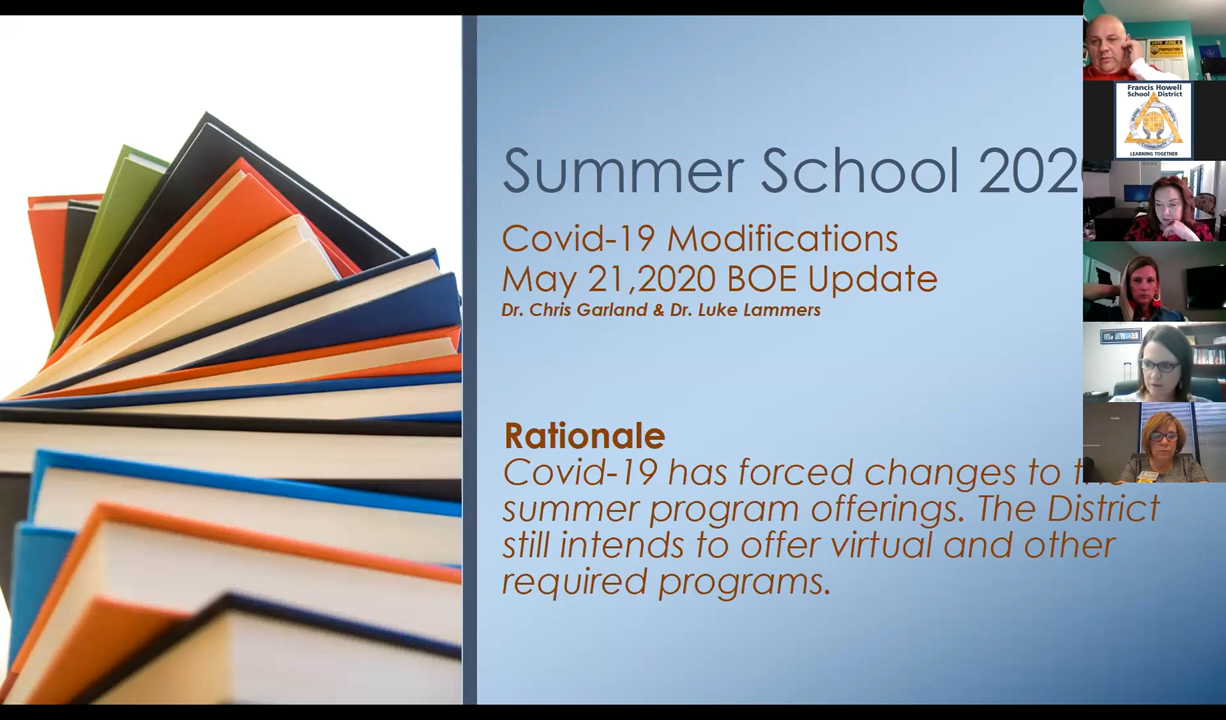 Summer School 202
Covid-19 Modifications
May 21,2020 BOE Update
Dr. Chris Garland & Dr. Luke Lammers
Rationale
Covid-19 has forced changes to t
summer program offerings. The District
still intends to offer virtual and other
required programs.
Francis Howell
School District
LEARNING TOGETHER